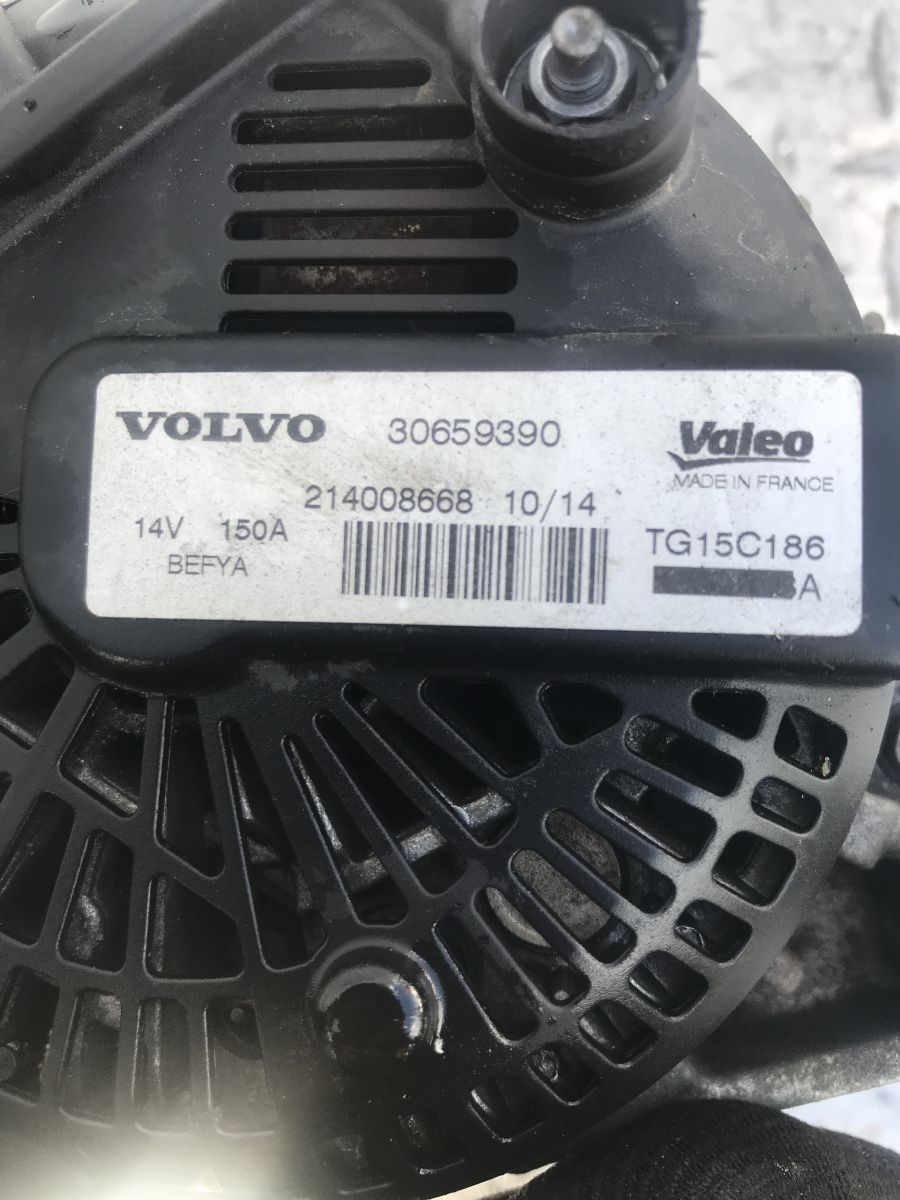 VOLVO 30659390 Valeo
MADE IN FRANCE
214008668 10/14
14V 150A
TG15C186
BEFYA
A